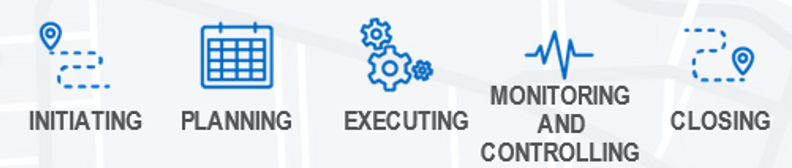 INITIATING
PLANNING
EXECUTING
MONITORING
AND
CONTROLLING
CLOSING